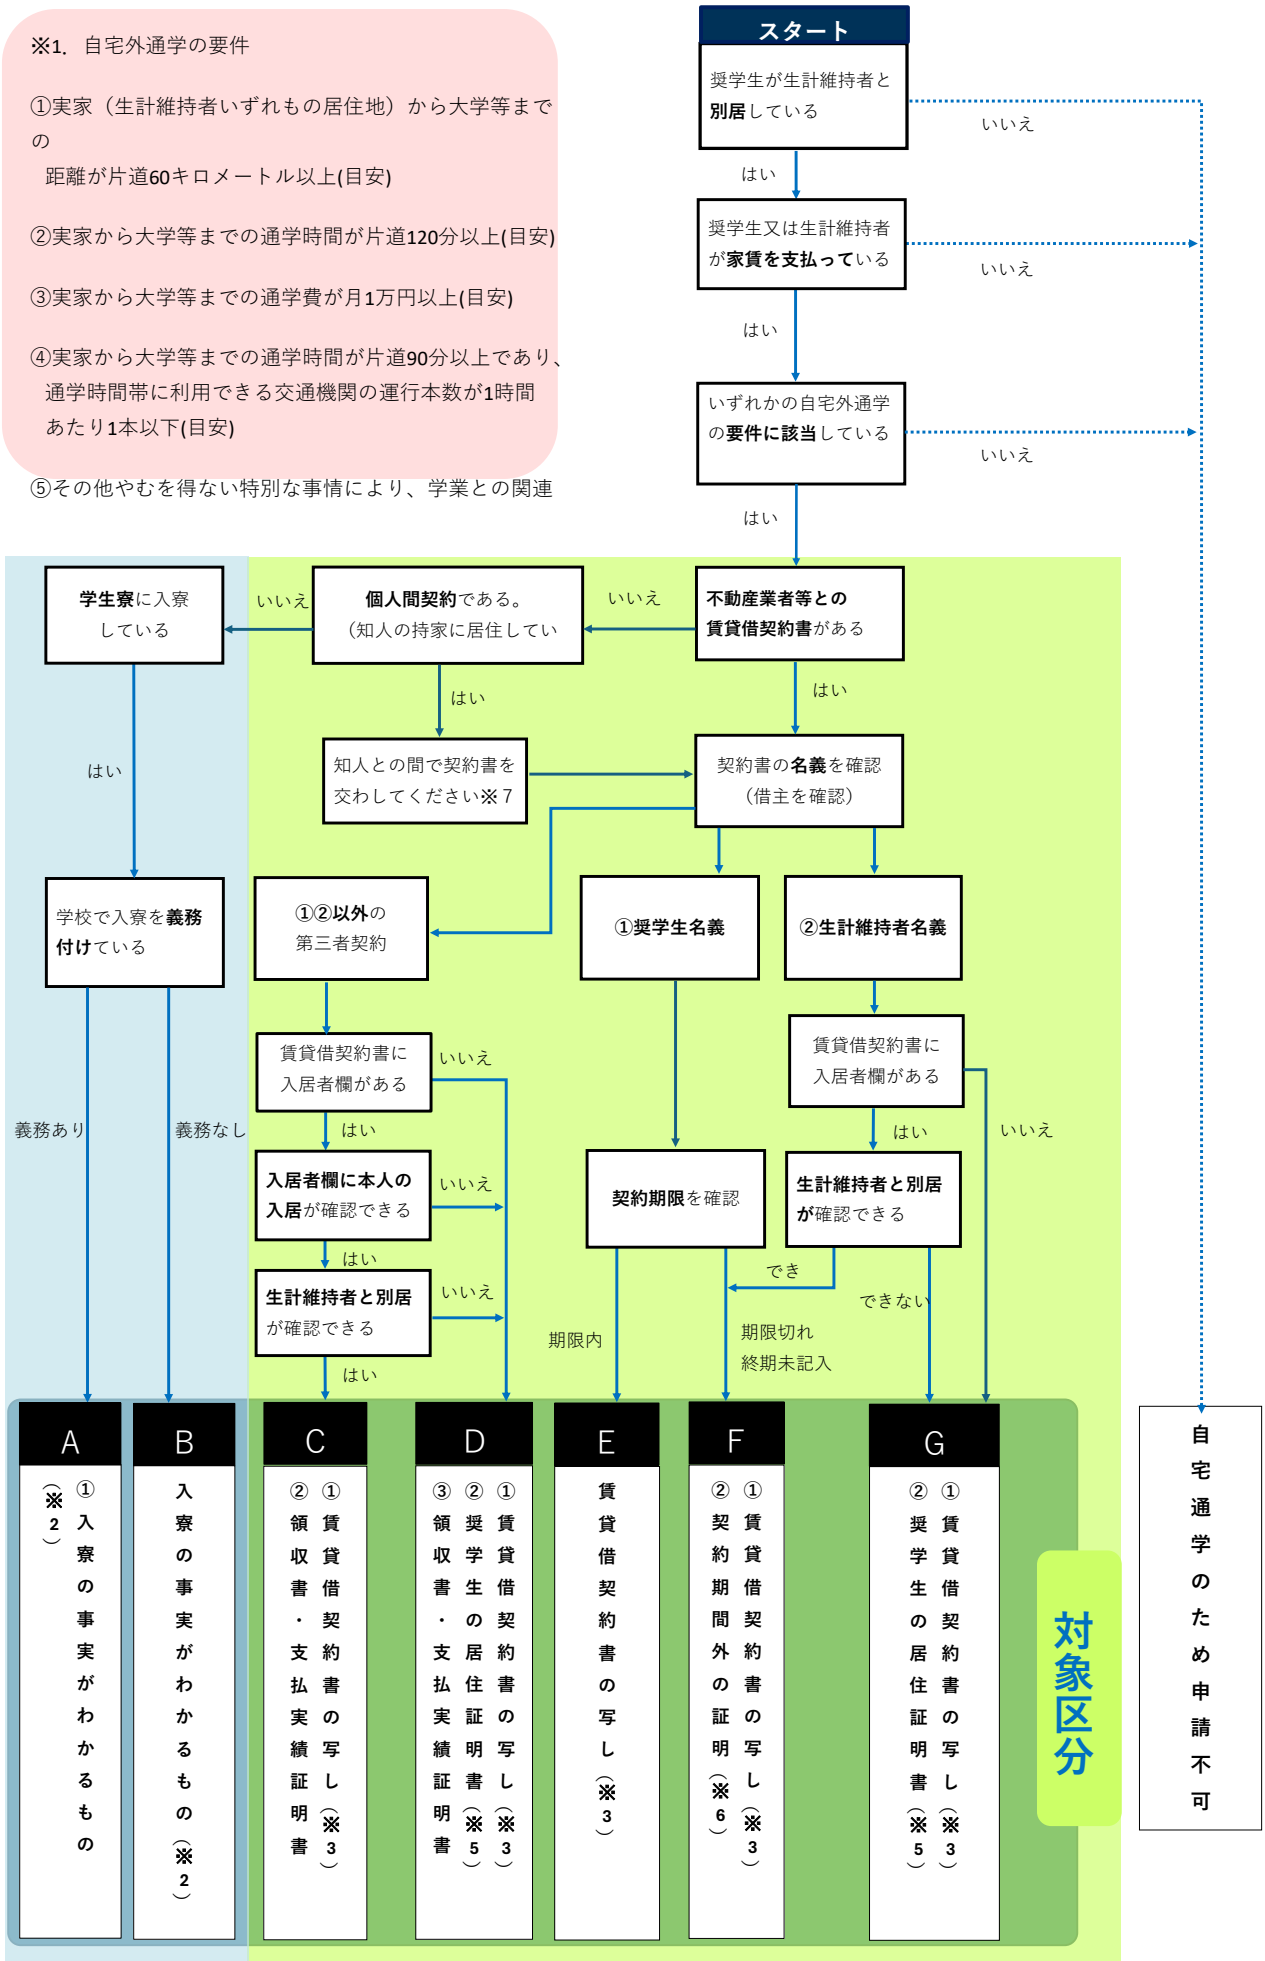 ※1. 自宅外通学の要件
①実家（生計維持者いずれもの居住地）から大学等まで
の
距離が片道60キロメートル以上(目安)
②実家から大学等までの通学時間が片道120分以上(目安)
③実家から大学等までの通学費が月1万円以上(目安)
④実家から大学等までの通学時間が片道90分以上であり、
通学時間帯に利用できる交通機関の運行本数が1時間
あたり1本以下(目安)
⑤その他やむを得ない特別な事情により、学業との関連
スタート
奨学生が生計維持者と
別居している
いいえ
はい
奨学生又は生計維持者
が家賃を支払っている
いいえ
はい
いずれかの自宅外通学
の要件に該当している
いいえ
はい
学生寮に入寮
している
いいえ
個人間契約である。
（知人の持家に居住してい
いいえ
不動産業者等との
賃貸借契約書がある
はい
はい
はい
知人との間で契約書を
交わしてください※７
契約書の名義を確認
（借主を確認）
学校で入寮を義務
付けている
①②以外の
第三者契約
①奨学生名義
②生計維持者名義
賃貸借契約書に
入居者欄がある
いいえ
賃貸借契約書に
入居者欄がある
義務あり
義務なし
はい
はい
いいえ
入居者欄に本人の
入居が確認できる
いいえ
契約期限を確認
生計維持者と別居
が確認できる
はい
でき
できない
生計維持者と別居
が確認できる
いいえ
期限内
期限切れ
終期未記入
はい
A
①入寮の事実がわかるもの
（※2）
B
入寮の事実がわかるもの（※2）
C
①賃貸借契約書の写し（※3）
②領収書・支払実績証明書
D
①賃貸借契約書の写し（※3）
②奨学生の居住証明書（※5）
③領収書・支払実績証明書
E
賃貸借契約書の写し（※3）
F
①賃貸借契約書の写し（※3）
②契約期間外の証明（※6）
G
①賃貸借契約書の写し（※3）
②奨学生の居住証明書（※5）
対象区分
自宅通学のため申請不可